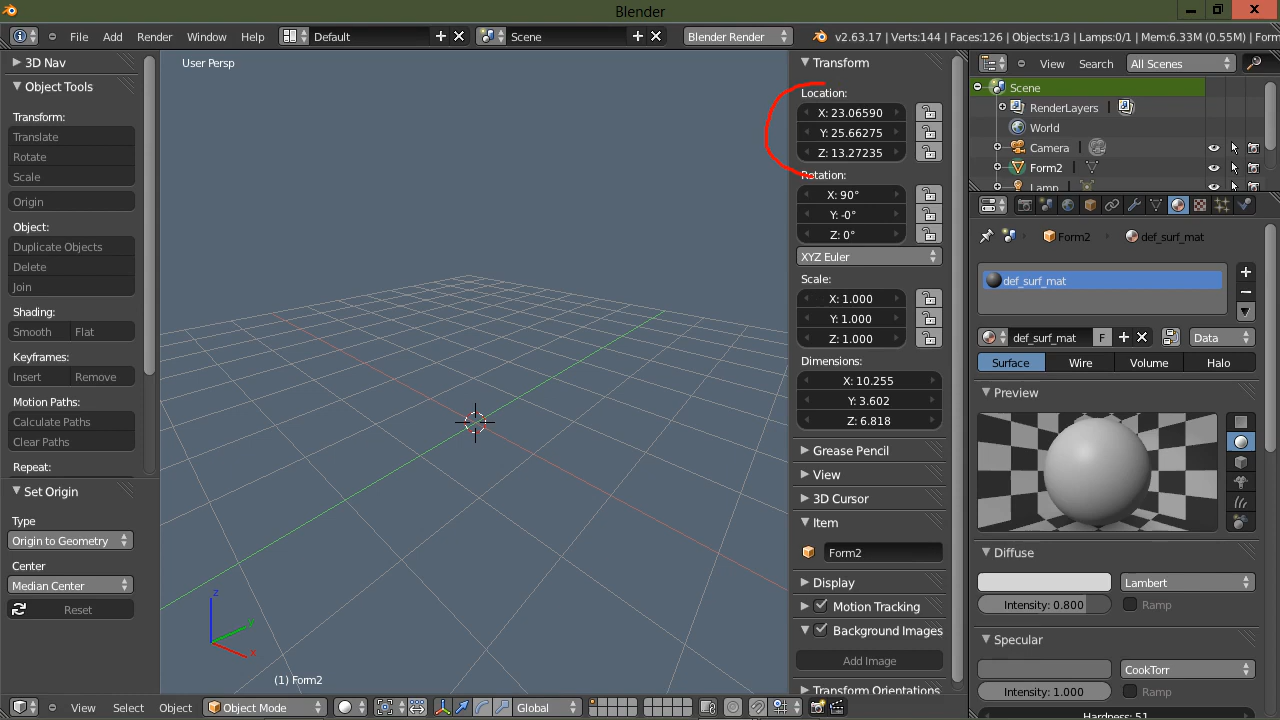 Blender
File Add Render Window Help Default Scene Blender Render v2.63.17 | Verts:144 | Faces:126 | Objects:1/3 | Lamps:0/1 | Mem:6.33M (0.55M) | Form
3D Nav
Object Tools
Transform:
Translate
Rotate
Scale
Origin
Object:
Duplicate Objects
Delete
Join
Shading:
Smooth Flat
Keyframes:
Insert Remove
Motion Paths:
Calculate Paths
Clear Paths
Repeat:
Set Origin
Type
Origin to Geometry
Center
Median Center
Reset
User Persp
z
y
x
(1) Form2
Transform
Location:
X: 23.06590
Y: 25.66275
Z: 13.27235
Rotation:
X: 90°
Y: -0°
Z: 0°
XYZ Euler
Scale:
X: 1.000
Y: 1.000
Z: 1.000
Dimensions:
X: 10.255
Y: 3.602
Z: 6.818
Grease Pencil
View
3D Cursor
Item
Form2
Display
Motion Tracking
Background Images
Add Image
Transform Orientations
View Search All Scenes
Scene
RenderLayers |
World
Camera |
Form2 |
Lamp |
Form2 def_surf_mat
def_surf_mat
def_surf_mat F Data
Surface Wire Volume Halo
Preview
Diffuse
Lambert
Intensity: 0.800 Ramp
Specular
CookTorr
Intensity: 1.000 Ramp
Hardness: 51
View Select Object Object Mode Global